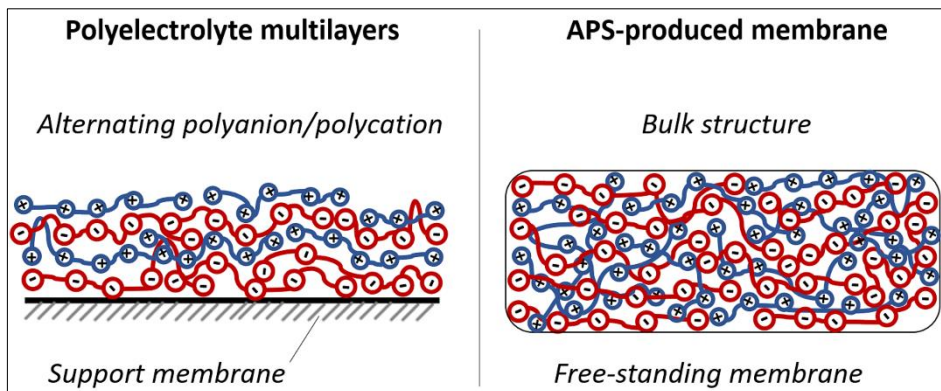 Polyelectrolyte multilayers
Alternating polyanion/polycation
Support membrane
APS-produced membrane
Bulk structure
Free-standing membrane